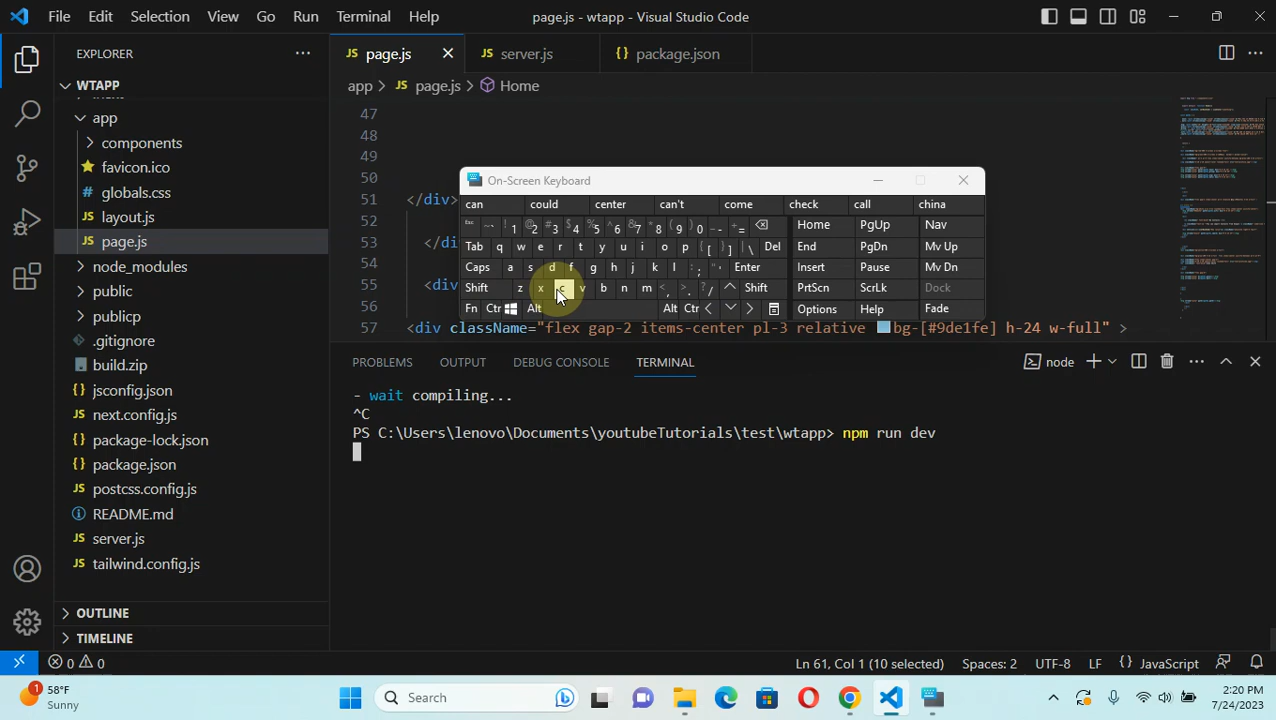 File Edit Selection View Go Run Terminal Help
page.js - wtapp - Visual Studio Code
EXPLORER
WTAPP
app
components
favicon.ico
globals.css
layout.js
page.js
node_modules
public
publicp
.gitignore
build.zip
jsconfig.json
next.config.js
package-lock.json
package.json
postcss.config.js
README.md
server.js
tailwind.config.js
OUTLINE
TIMELINE
JS page.js JS server.js {} package.json
app > JS page.js > Home
47
48
49
50
51 </div>
52
53 </di
54
55 <div
56
57 <div className="flex gap-2 items-center pl-3 relative bg-[#9de1fe] h-24 w-full" >
On-Screen Keyboard
can could center can't come check call china
Home PgUp Nav
Tab u i Del End PgDn Mv Up
Caps f g h j k l ; Enter Insert Pause Mv Dn
Shift z x v b n m , . / Shift PrtScn ScrLk Dock
Fn Ctr Alt Alt Ctr Options Help Fade
PROBLEMS OUTPUT DEBUG CONSOLE TERMINAL node
- wait compiling...
^C
PS C:\Users\lenovo\Documents\youtubeTutorials\test\wtapp> npm run dev
0 0 Ln 61, Col 1 (10 selected) Spaces: 2 UTF-8 LF {} JavaScript
1 58°F
Sunny
Search
2:20 PM
7/24/2023